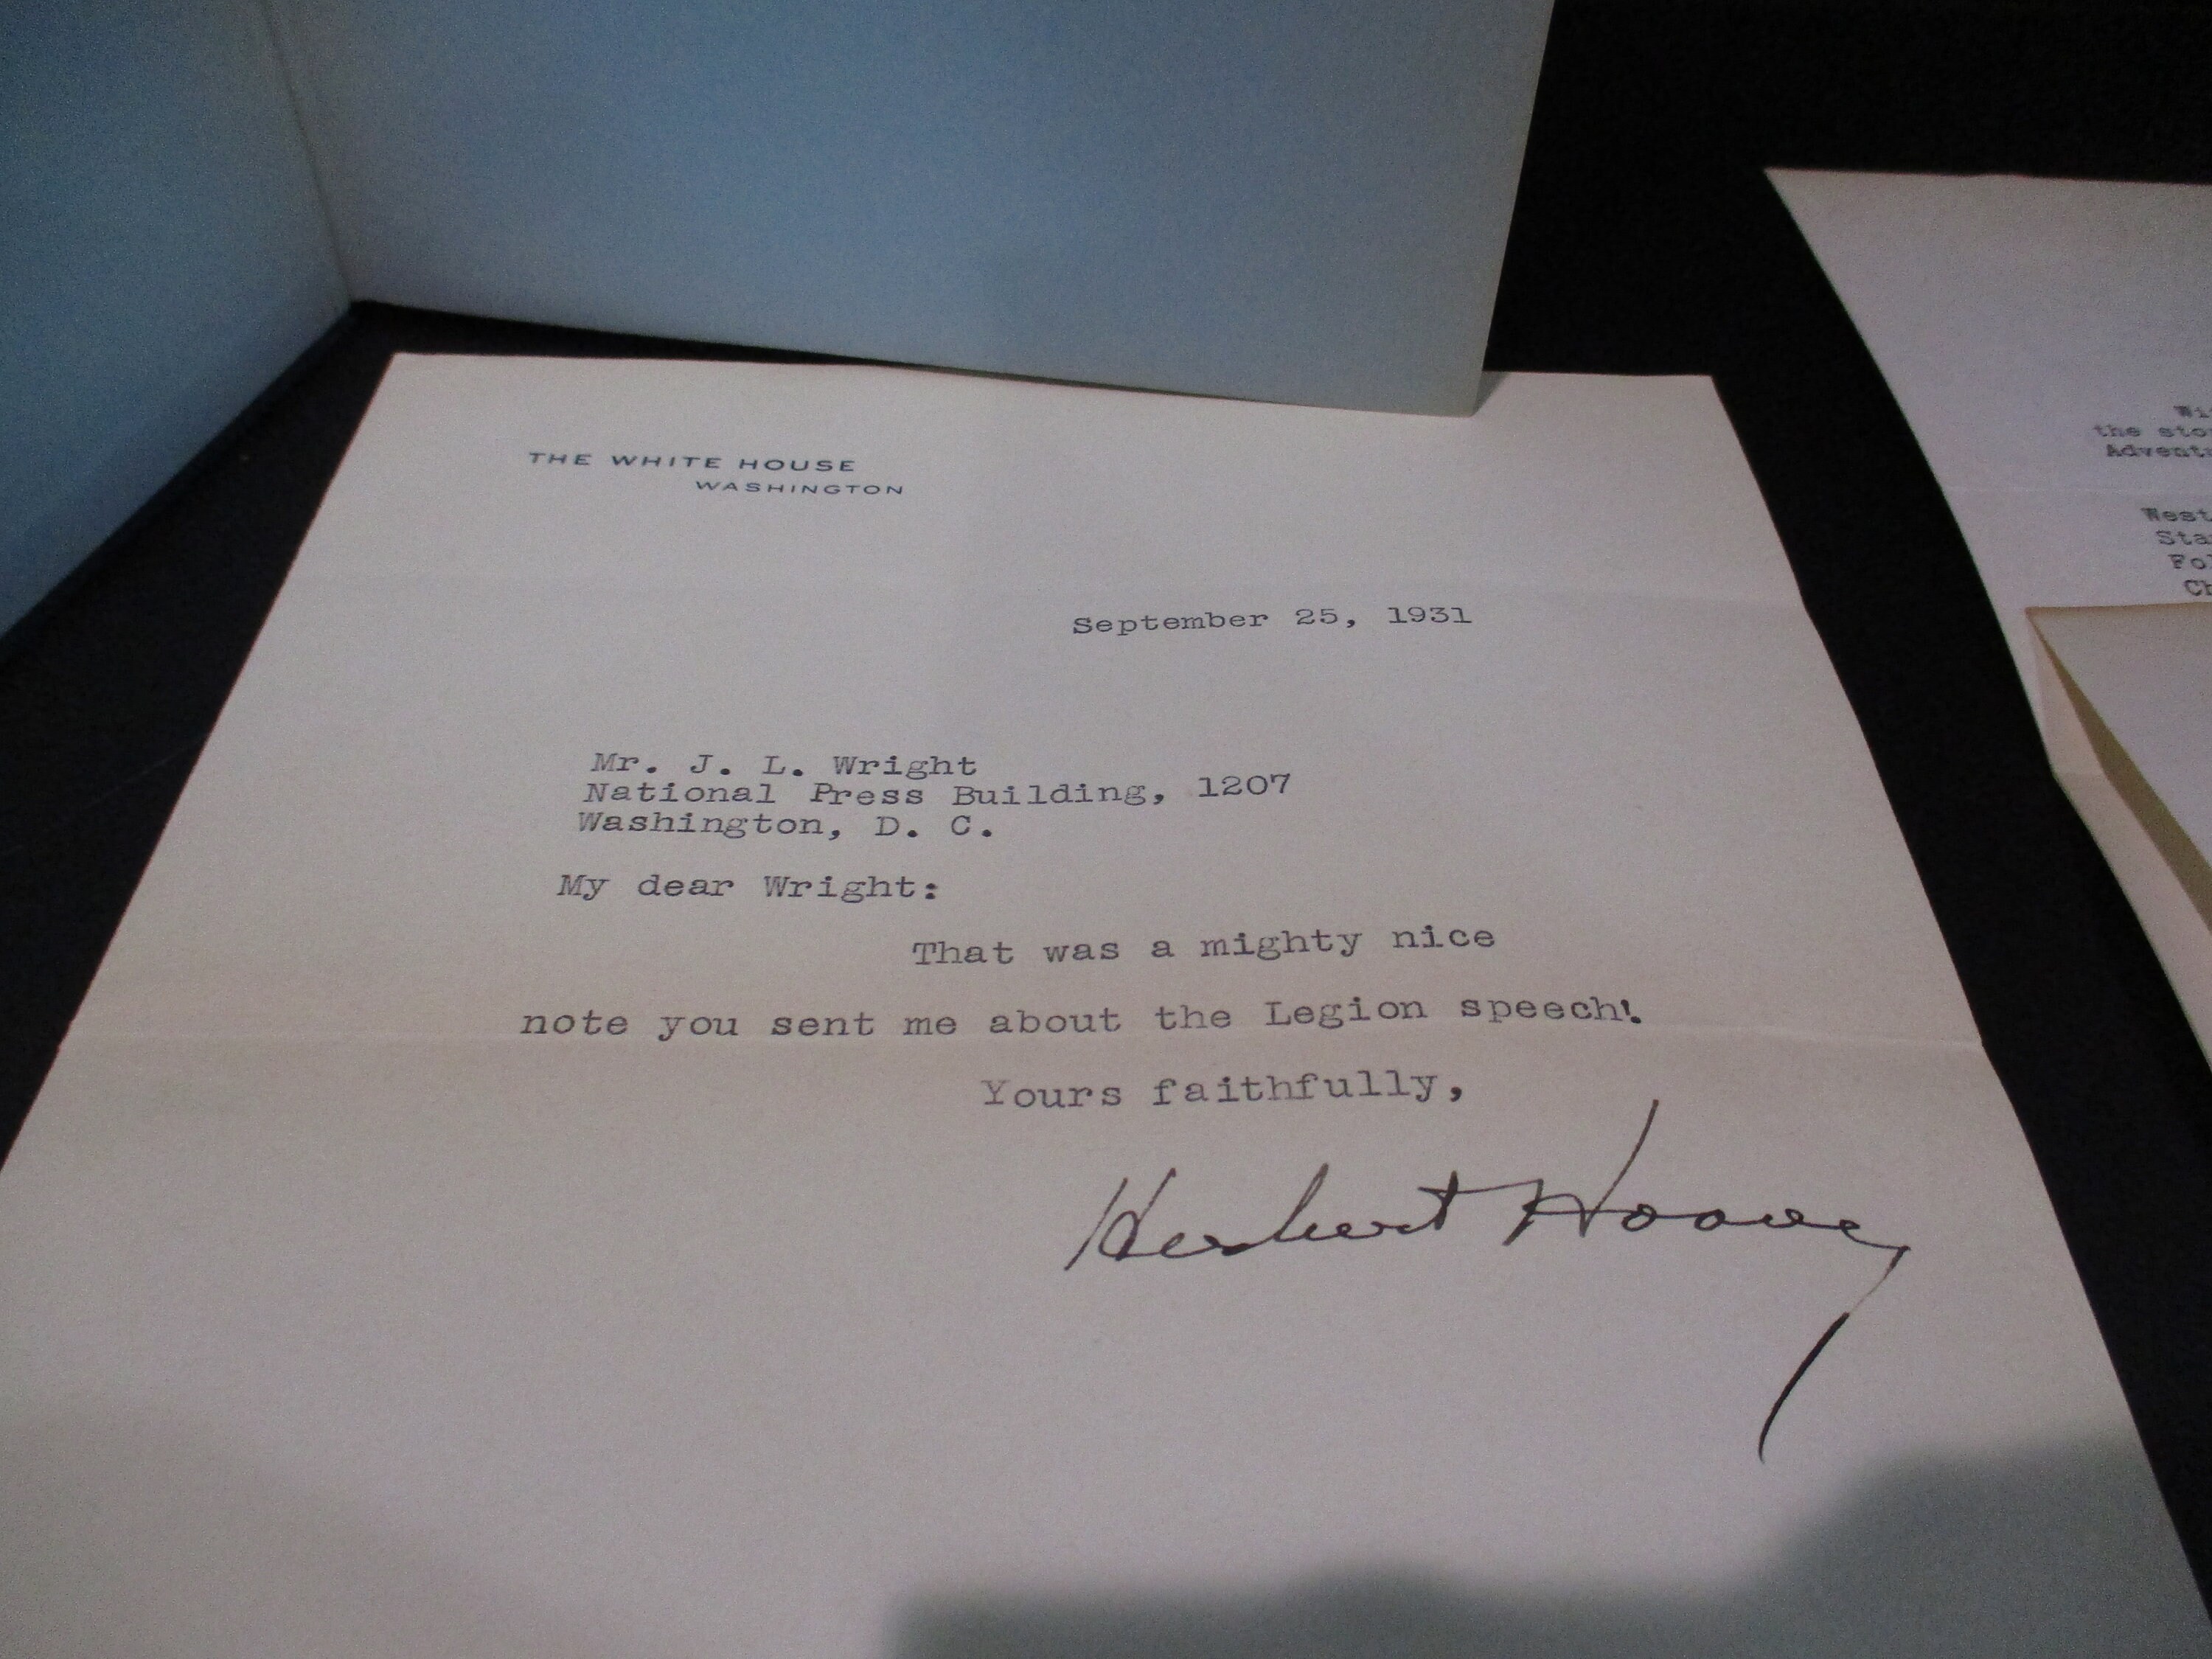 THE WHITE HOUSE
WASHINGTON
September 25, 1931
Mr. J. L. Wright
National Press Building, 1207
Washington, D. C.
My dear Wright:
That was a mighty nice
note you sent me about the Legion speech!
Yours faithfully,
Herbert Hoover
the